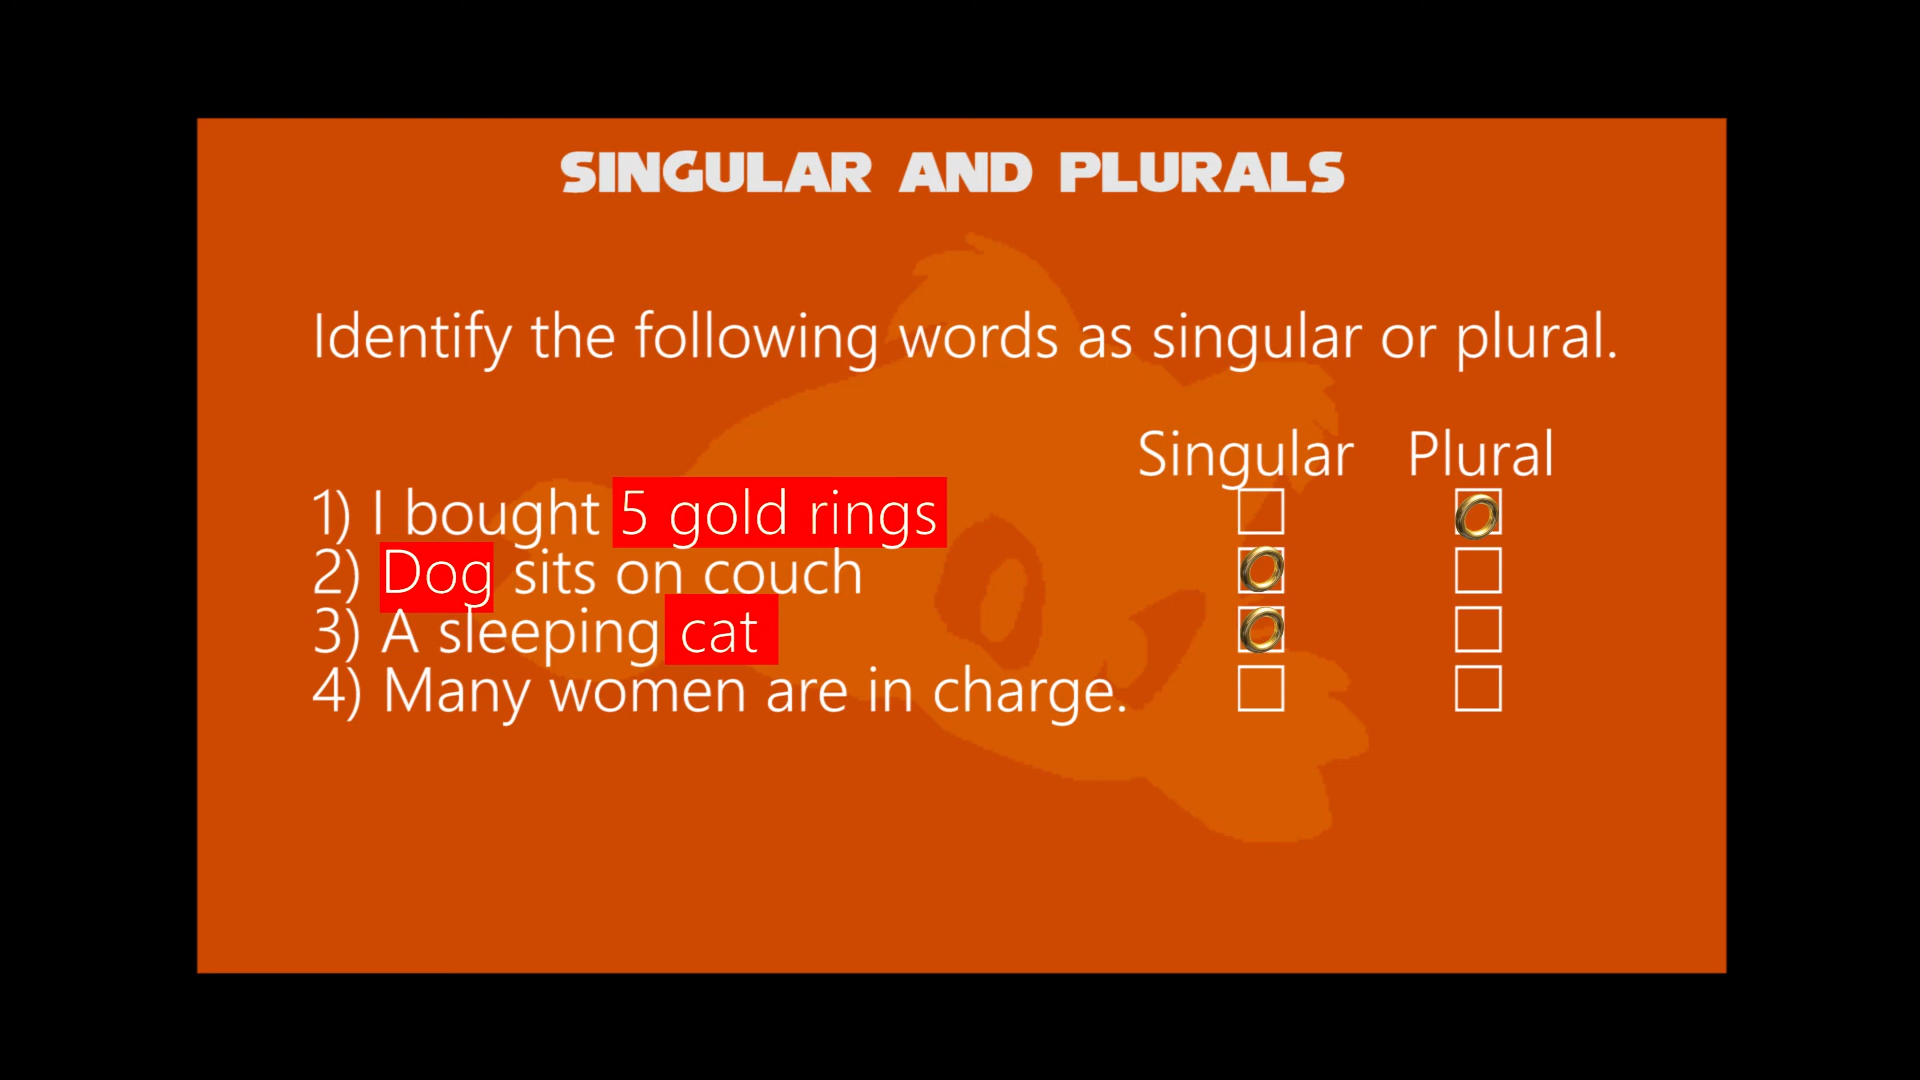 SINGULAR AND PLURALS
Identify the following words as singular or plural.
Singular Plural
1) I bought 5 gold rings
2) Dog sits on couch
3) A sleeping cat
4) Many women are in charge.